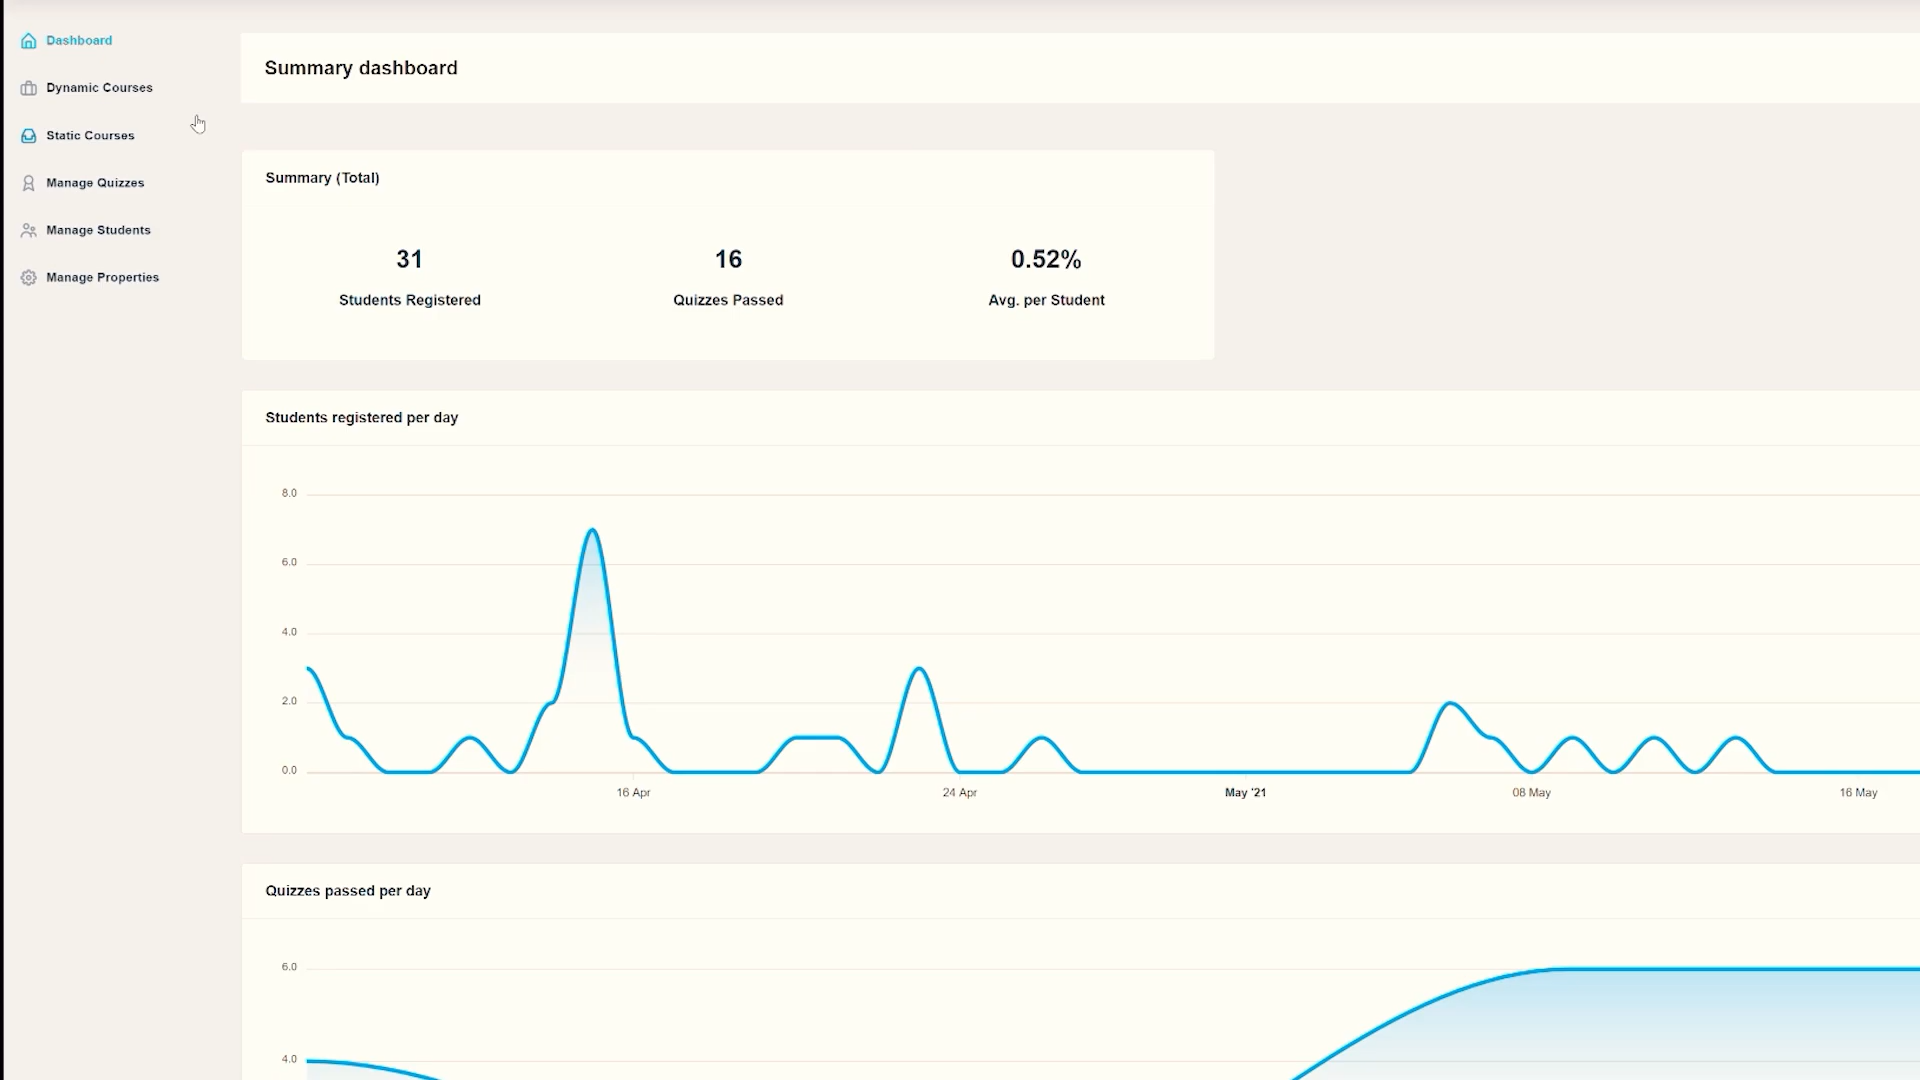 Dashboard
Dynamic Courses
Static Courses
Manage Quizzes
Manage Students
Manage Properties
Summary dashboard
Summary (Total)
31
Students Registered
16
Quizzes Passed
0.52%
Avg. per Student
Students registered per day
8.0
6.0
4.0
2.0
0.0
16 Apr
24 Apr
May '21
08 May
16 May
Quizzes passed per day
6.0
4.0